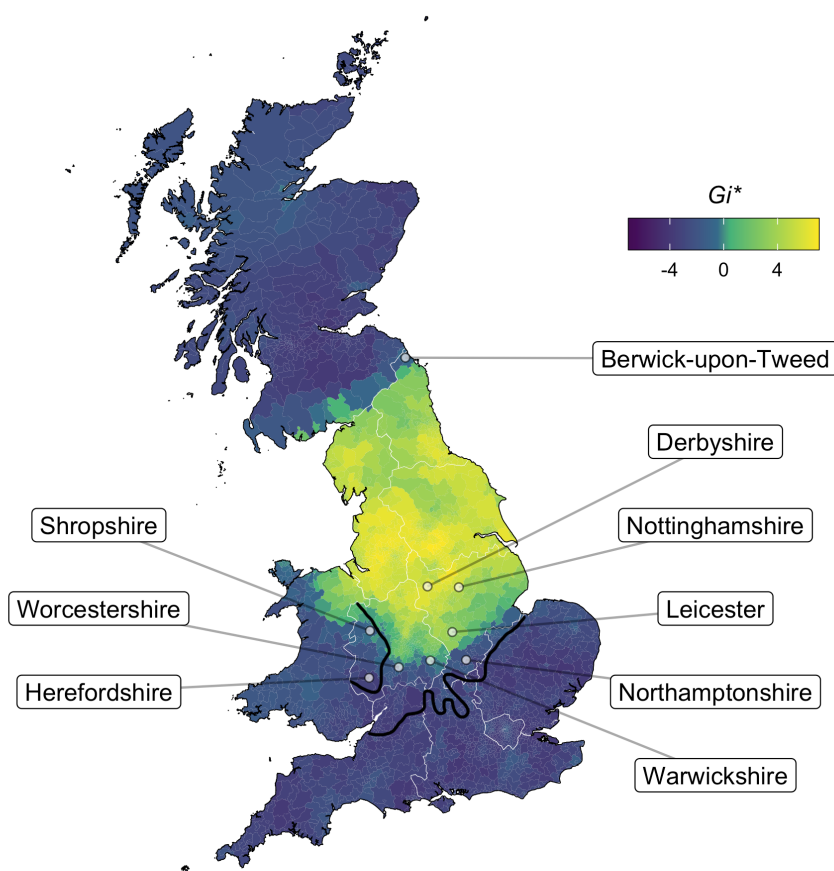 Gi*
-4 0 4
Berwick-upon-Tweed
Derbyshire
Shropshire
Nottinghamshire
Worcestershire
Leicester
Herefordshire
Northamptonshire
Warwickshire